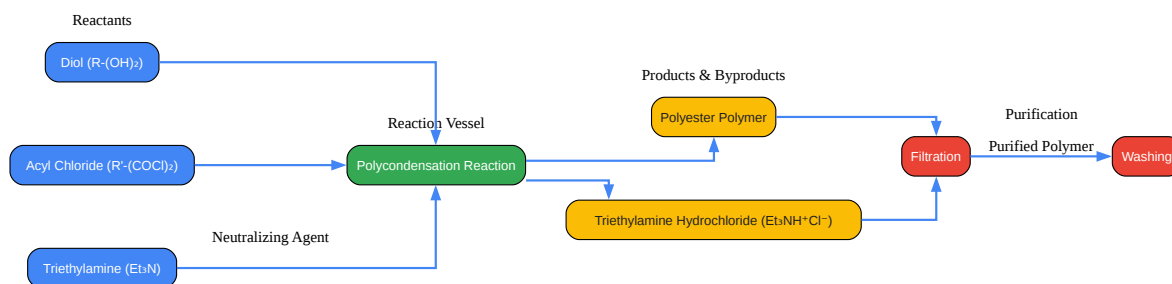 Reactants
Diol (R-(OH)₂)
Acyl Chloride (R'-(COCl)₂)
Triethylamine (Et₃N)
Neutralizing Agent
Reaction Vessel
Polycondensation Reaction
Products & Byproducts
Polyester Polymer
Triethylamine Hydrochloride (Et₃NH⁺Cl⁻)
Purification
Filtration
Purified Polymer
Washing